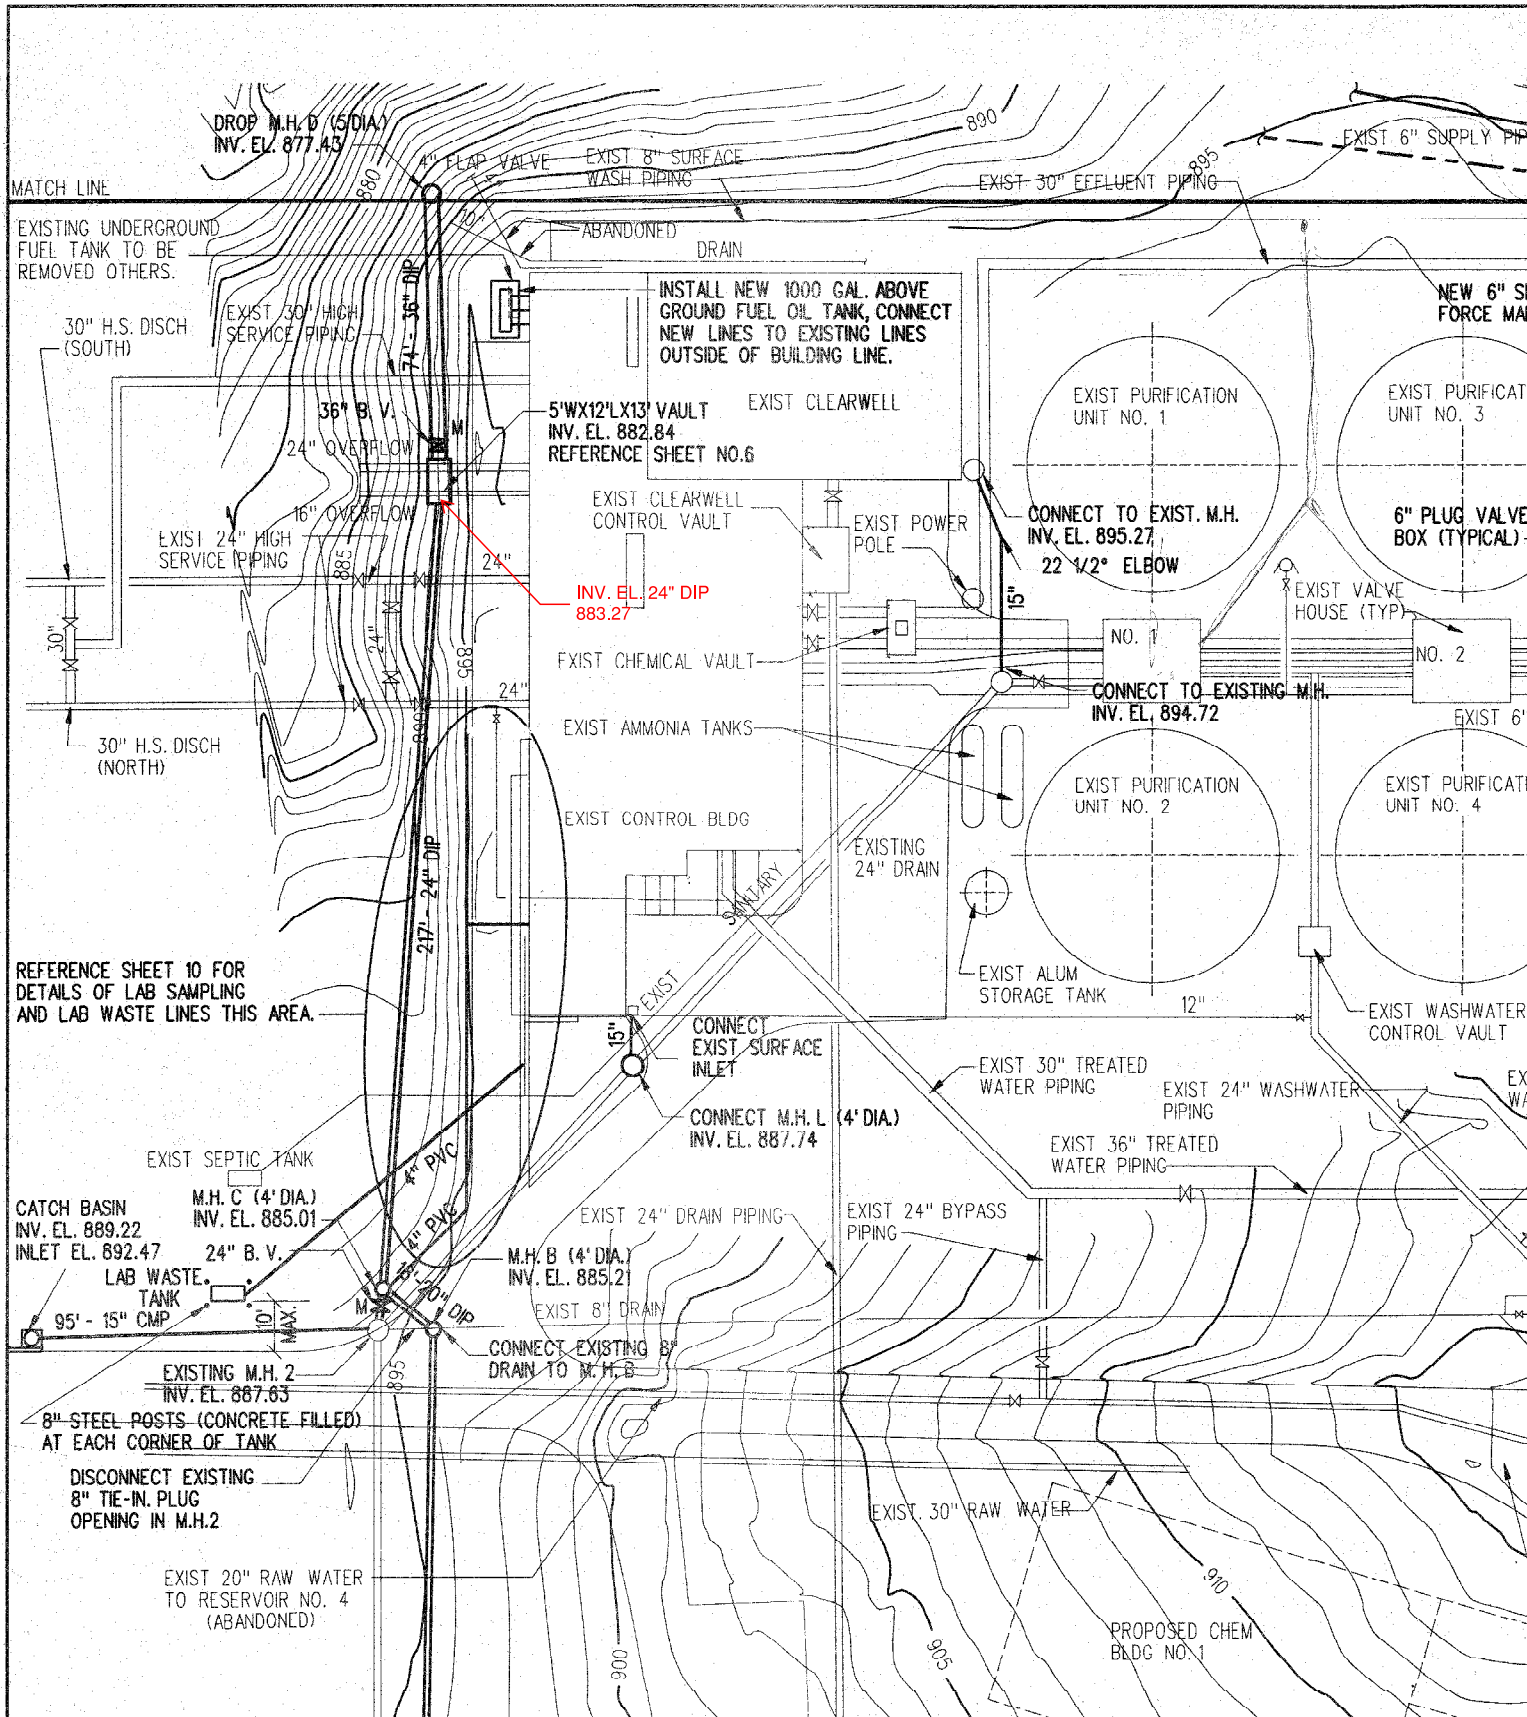 DROP M.H. D (5'DIA.)
INV. EL. 877.43
4" FLAP VALVE
EXIST 8" SURFACE
WASH PIPING
890
895
EXIST 6" SUPPLY PIP
EXIST 30" EFFLUENT PIPING
MATCH LINE
880
10"
EXISTING UNDERGROUND
FUEL TANK TO BE
REMOVED OTHERS.
ABANDONED
DRAIN
INSTALL NEW 1000 GAL. ABOVE
GROUND FUEL OIL TANK, CONNECT
NEW LINES TO EXISTING LINES
OUTSIDE OF BUILDING LINE.
NEW 6" S
FORCE MA
30" H.S. DISCH
(SOUTH)
EXIST 30" HIGH
SERVICE PIPING
74' - 36" DIP
EXIST PURIFICATION
UNIT NO. 1
EXIST PURIFICAT
UNIT NO. 3
36" B. V.
M
5'WX12'LX13' VAULT
INV. EL. 882.84
REFERENCE SHEET NO.6
EXIST CLEARWELL
24" OVERFLOW
16" OVERFLOW
EXIST CLEARWELL
CONTROL VAULT
EXIST POWER
POLE
CONNECT TO EXIST. M.H.
INV. EL. 895.27
22 1/2° ELBOW
6" PLUG VALVE
BOX (TYPICAL)
EXIST 24" HIGH
SERVICE PIPING
885
24"
INV. EL. 24" DIP
883.27
15"
EXIST VALVE
HOUSE (TYP)
30"
24"
895
EXIST CHEMICAL VAULT
NO. 1
NO. 2
24"
CONNECT TO EXISTING M.H.
INV. EL. 894.72
EXIST 6"
30" H.S. DISCH
(NORTH)
890
EXIST AMMONIA TANKS
EXIST PURIFICATION
UNIT NO. 2
EXIST PURIFICATI
UNIT NO. 4
EXIST CONTROL BLDG
EXISTING
24" DRAIN
217' - 24" DIP
SANITARY
EXIST
REFERENCE SHEET 10 FOR
DETAILS OF LAB SAMPLING
AND LAB WASTE LINES THIS AREA.
EXIST ALUM
STORAGE TANK
12"
EXIST WASHWATER
CONTROL VAULT
15"
CONNECT
EXIST SURFACE
INLET
EXIST 30" TREATED
WATER PIPING
EXIST 24" WASHWATER
PIPING
EX
WA
CONNECT M.H. L (4' DIA.)
INV. EL. 887.74
EXIST 36" TREATED
WATER PIPING
EXIST SEPTIC TANK
4" PVC
4" PVC
M.H. C (4' DIA.)
INV. EL. 885.01
CATCH BASIN
INV. EL. 889.22
INLET EL. 892.47
24" B. V.
EXIST 24" DRAIN PIPING
EXIST 24" BYPASS
PIPING
M.H. B (4' DIA.)
INV. EL. 885.21
LAB WASTE
TANK
10'
MAX.
M
20" DIP
EXIST 8" DRAIN
95' - 15" CMP
CONNECT EXISTING 8"
DRAIN TO M.H. B
EXISTING M.H. 2
INV. EL. 887.63
895
8" STEEL POSTS (CONCRETE FILLED)
AT EACH CORNER OF TANK
DISCONNECT EXISTING
8" TIE-IN. PLUG
OPENING IN M.H.2
EXIST 30" RAW WATER
EXIST 20" RAW WATER
TO RESERVOIR NO. 4
(ABANDONED)
910
900
905
PROPOSED CHEM
BLDG NO. 1